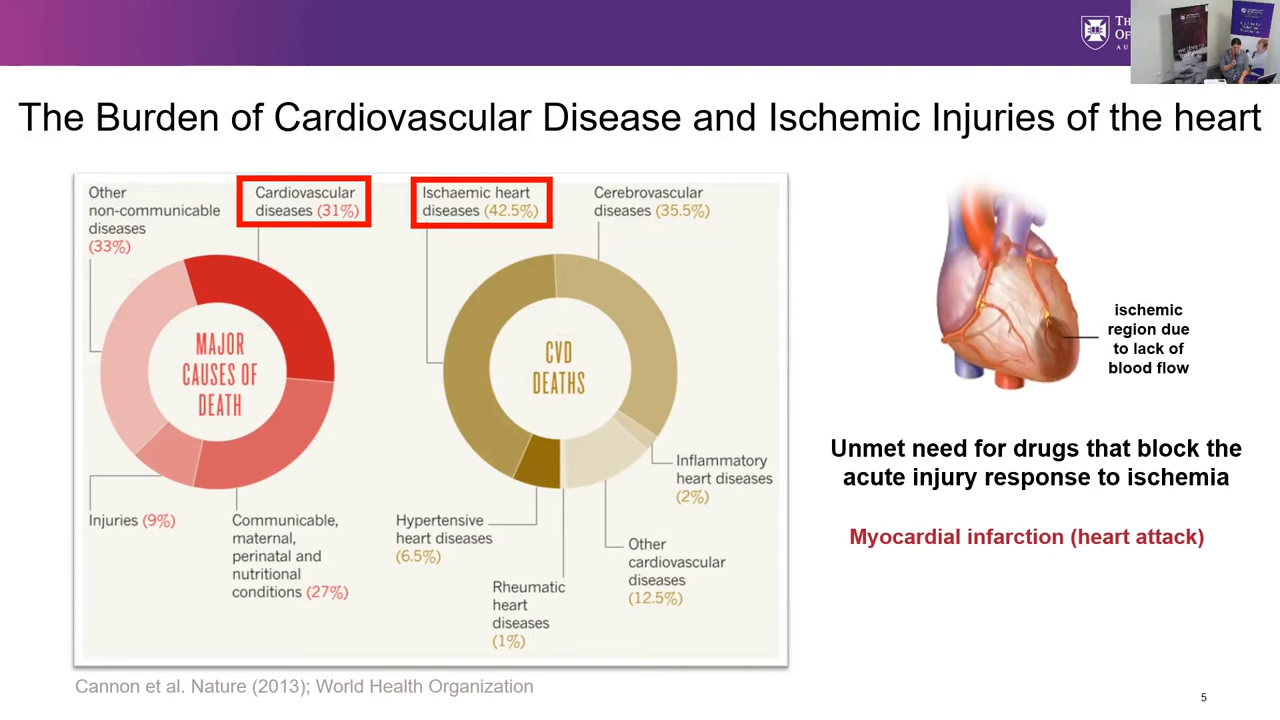 The Burden of Cardiovascular Disease and Ischemic Injuries of the heart
Other
non-communicable
diseases
(33%)
Cardiovascular
diseases (31%)
Ischaemic heart
diseases (42.5%)
Cerebrovascular
diseases (35.5%)
MAJOR
CAUSES OF
DEATH
CVD
DEATHS
Injuries (9%)
Communicable,
maternal,
perinatal and
nutritional
conditions (27%)
Hypertensive
heart diseases
(6.5%)
Rheumatic
heart
diseases
(1%)
Other
cardiovascular
diseases
(12.5%)
Inflammatory
heart diseases
(2%)
ischemic
region due
to lack of
blood flow
Unmet need for drugs that block the
acute injury response to ischemia
Myocardial infarction (heart attack)
Cannon et al. Nature (2013); World Health Organization
5